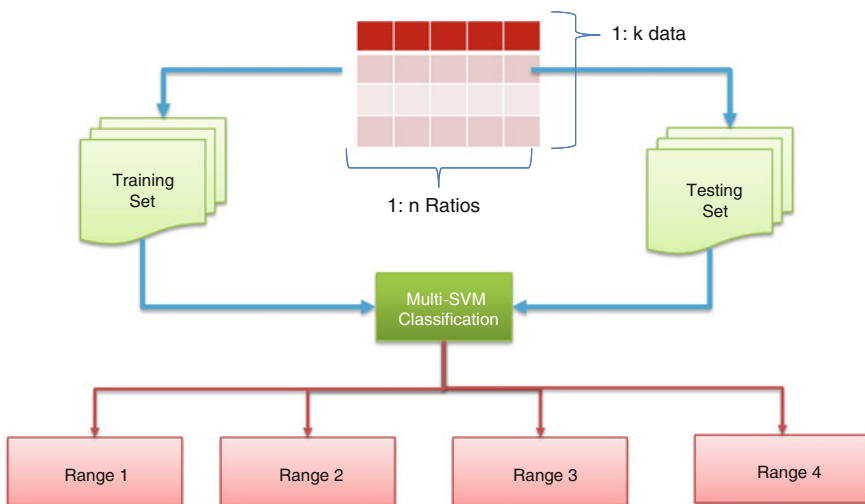 1: k data
Training
Set
1: n Ratios
Testing
Set
Multi-SVM
Classification
Range 1
Range 2
Range 3
Range 4